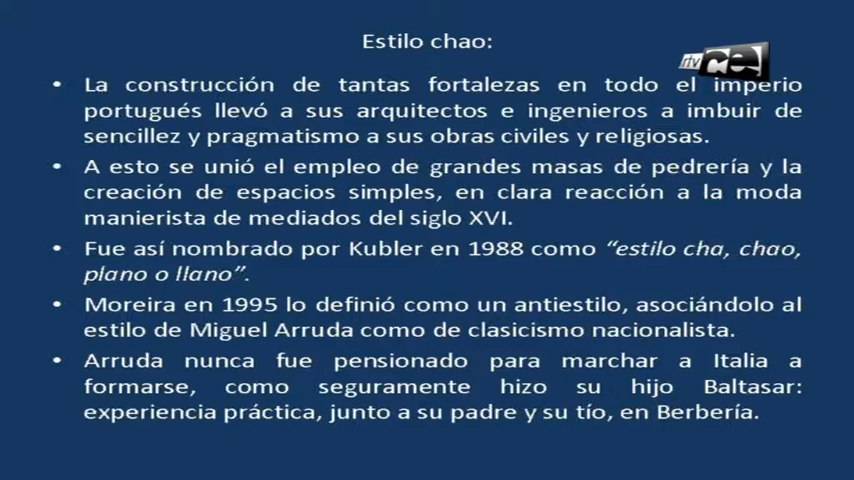 Estilo chao:
rtv ce!
• La construcción de tantas fortalezas en todo el imperio
portugués llevó a sus arquitectos e ingenieros a imbuir de
sencillez y pragmatismo a sus obras civiles y religiosas.
• A esto se unió el empleo de grandes masas de pedrería y la
creación de espacios simples, en clara reacción a la moda
manierista de mediados del siglo XVI.
• Fue así nombrado por Kubler en 1988 como “estilo cha, chao,
plano o llano”.
• Moreira en 1995 lo definió como un antiestilo, asociándolo al
estilo de Miguel Arruda como de clasicismo nacionalista.
• Arruda nunca fue pensionado para marchar a Italia a
formarse, como seguramente hizo su hijo Baltasar:
experiencia práctica, junto a su padre y su tío, en Berbería.